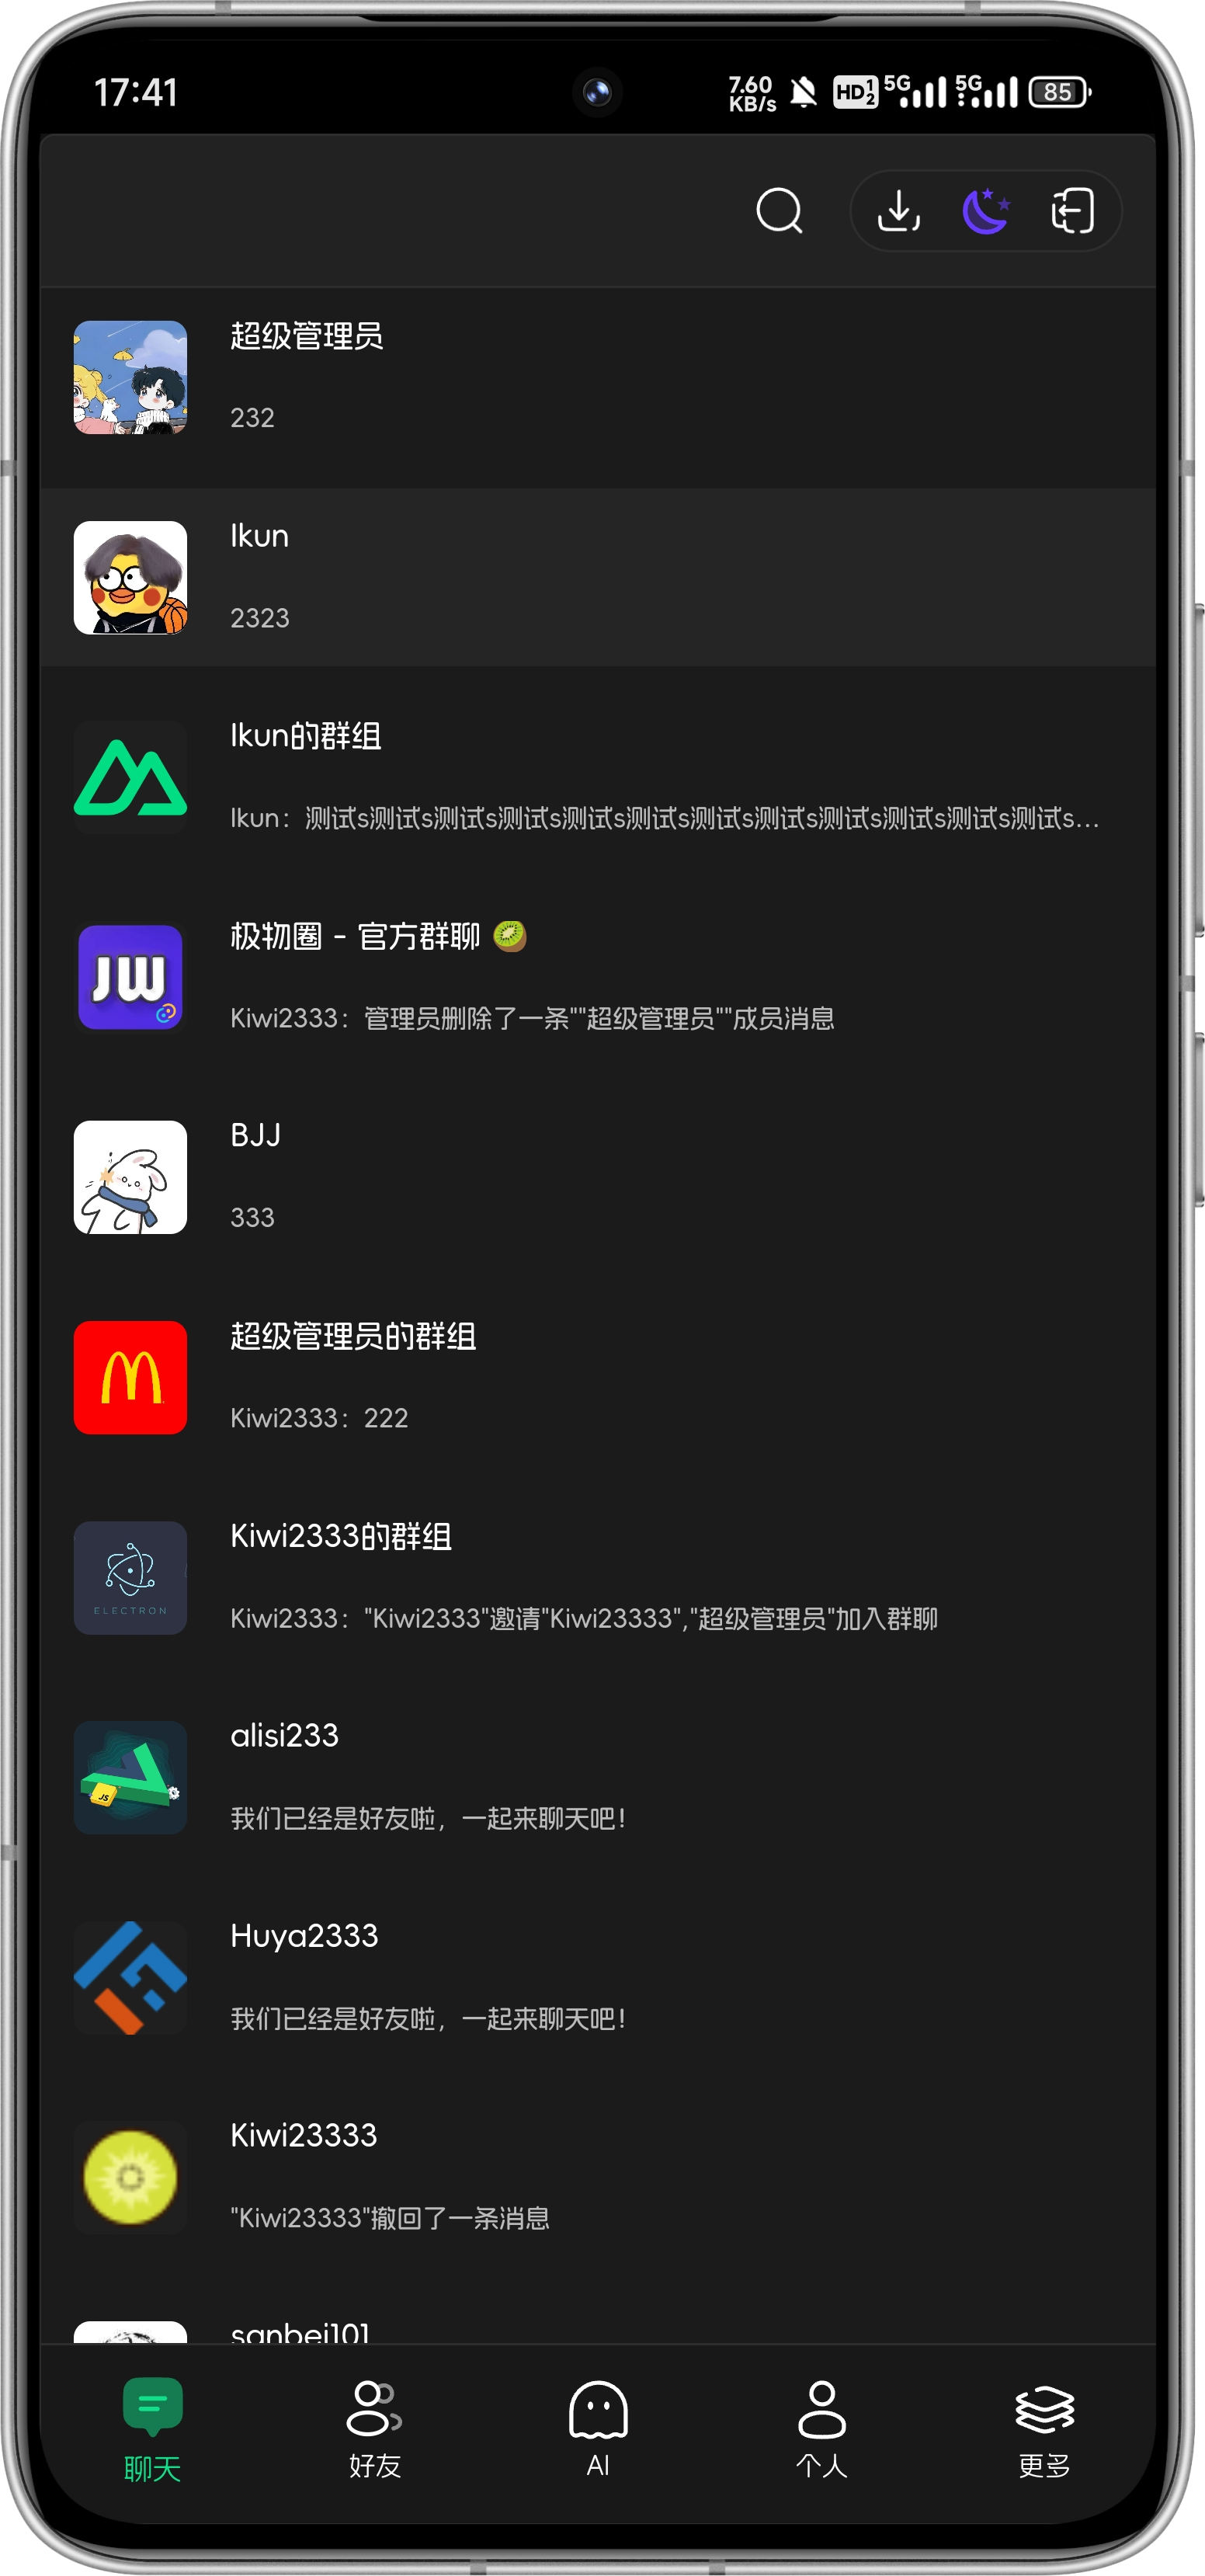 17:41
7.60
KB/s
HD 1 2
5G
5G
85
超级管理员
232
Ikun
2323
Ikun的群组
Ikun：测试s测试s测试s测试s测试s测试s测试s测试s测试s测试s测试s测试s...
JW
极物圈 - 官方群聊 🥝
Kiwi2333：管理员删除了一条""超级管理员""成员消息
BJJ
333
超级管理员的群组
Kiwi2333：222
Kiwi2333的群组
ELECTRON
Kiwi2333："Kiwi2333"邀请"Kiwi23333","超级管理员"加入群聊
alisi233
JS
我们已经是好友啦，一起来聊天吧！
Huya2333
我们已经是好友啦，一起来聊天吧！
Kiwi23333
"Kiwi23333"撤回了一条消息
sanbei101
聊天
好友
AI
个人
更多